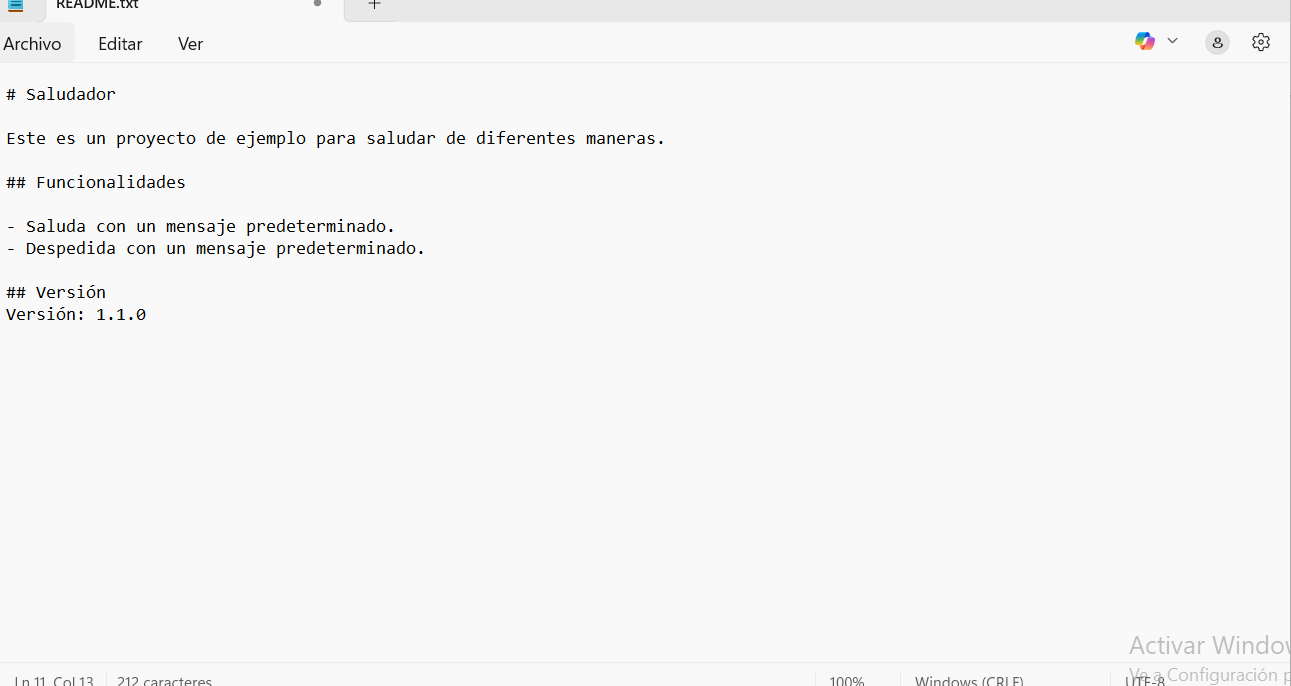 README.txt
Archivo Editar Ver
# Saludador
Este es un proyecto de ejemplo para saludar de diferentes maneras.
## Funcionalidades
- Saluda con un mensaje predeterminado.
- Despedida con un mensaje predeterminado.
## Versión
Versión: 1.1.0
Activar Window
Ve a Configuración p
Ln 11, Col 13 212 caracteres 100% Windows (CRLF) UTF-8